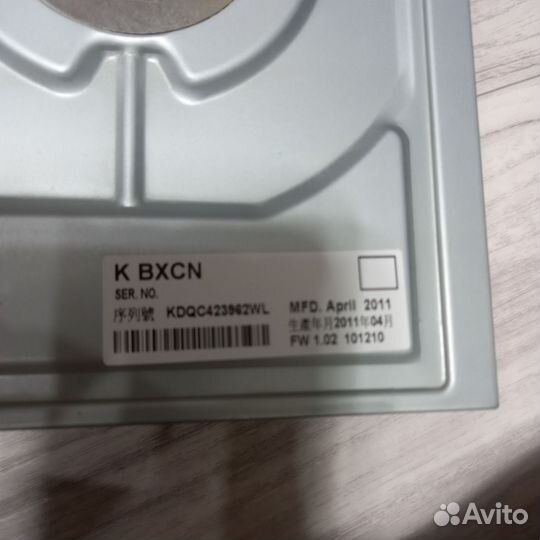 K BXCN
SER. NO.
序列號 KDQC423962WL
MFD. April 2011
生產年月2011年04月
FW 1.02 101210
Avito